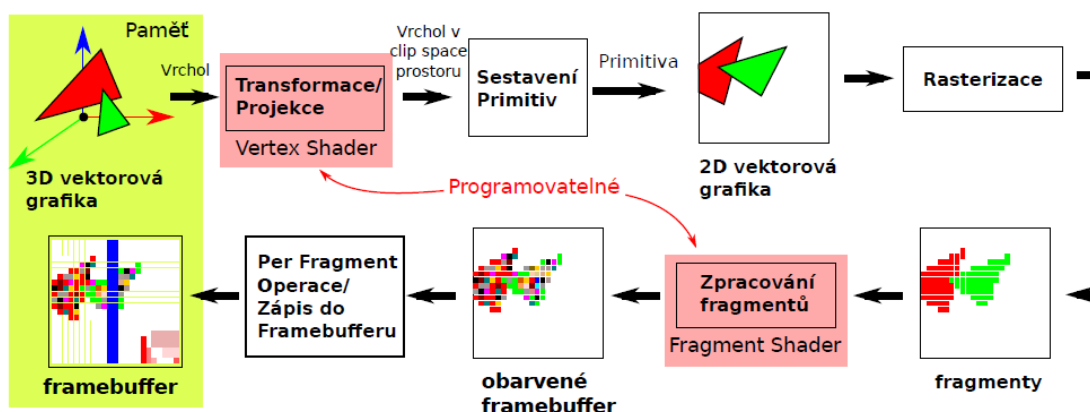 Paměť
Vrchol
3D vektorová
grafika
Transformace/
Projekce
Vertex Shader
Vrchol v
clip space
prostoru
Sestavení
Primitiv
Primitiva
2D vektorová
grafika
Rasterizace
Programovatelné
framebuffer
Per Fragment
Operace/
Zápis do
Framebufferu
obarvené
framebuffer
Zpracování
fragmentů
Fragment Shader
fragmenty